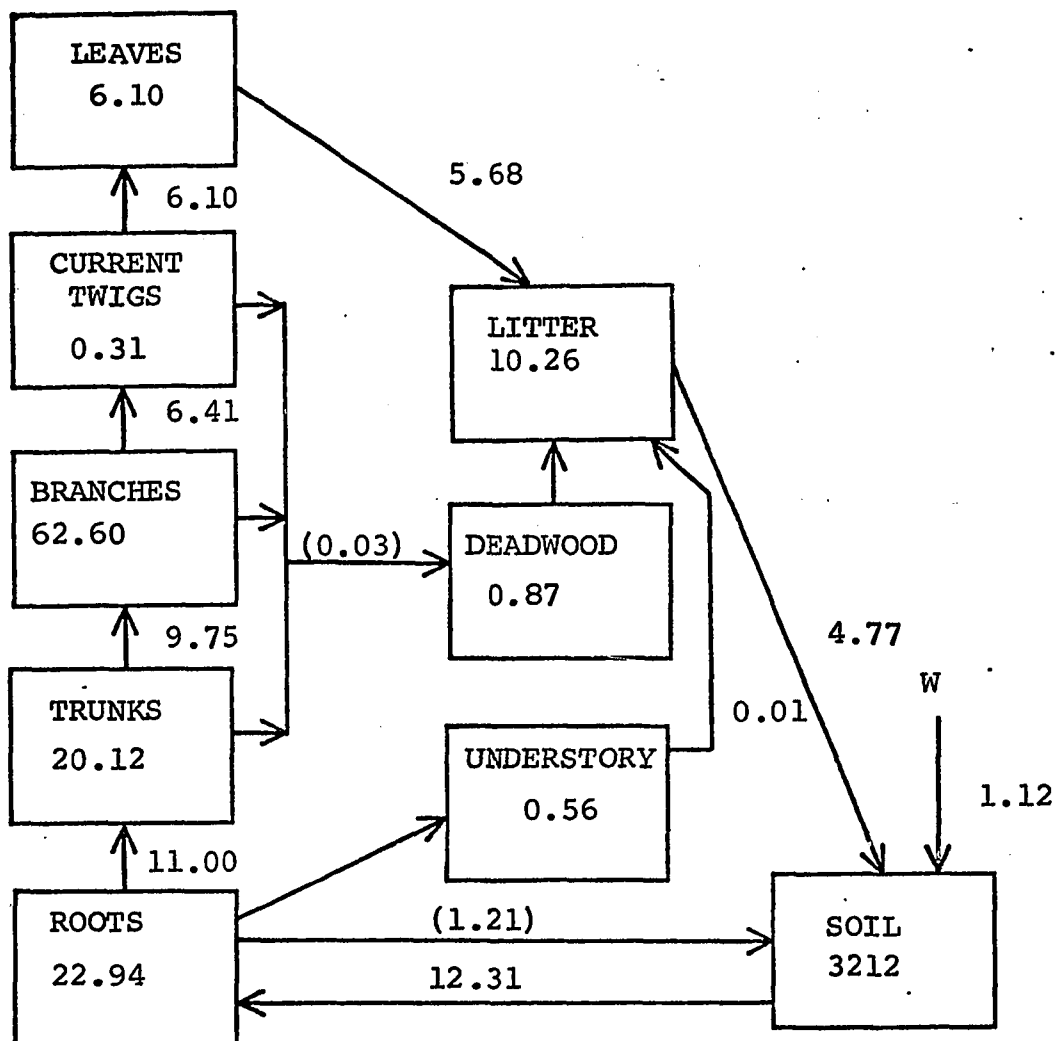 LEAVES
6.10
5.68
6.10
CURRENT
TWIGS
0.31
LITTER
10.26
6.41
BRANCHES
62.60
(0.03)
DEADWOOD
0.87
9.75
4.77
W
TRUNKS
20.12
0.01
UNDERSTORY
0.56
1.12
11.00
ROOTS
22.94
(1.21)
12.31
SOIL
3212